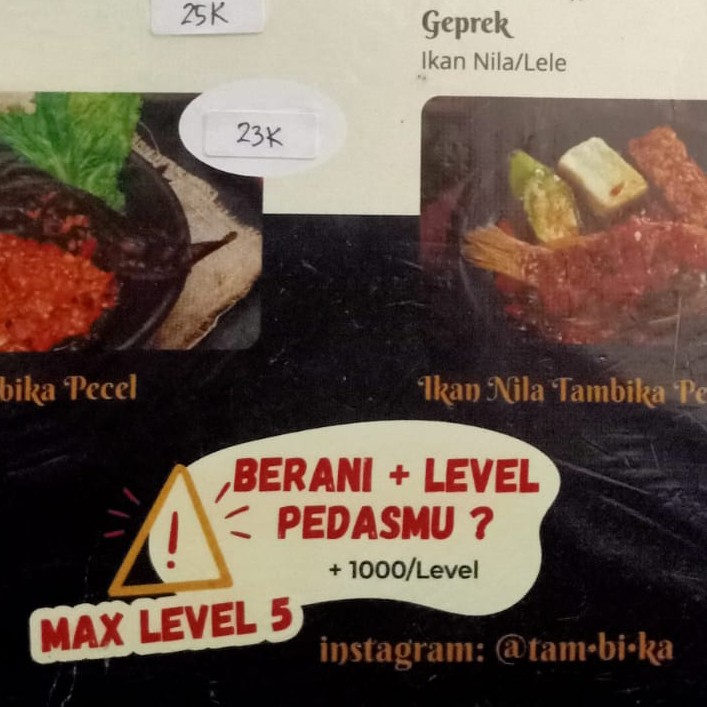 25K
Geprek
Ikan Nila/Lele
23K
bika Pecel
Ikan Nila Tambika Pe
BERANI + LEVEL
PEDASMU ?
+ 1000/Level
!
MAX LEVEL 5
instagram: @tam•bi•ka